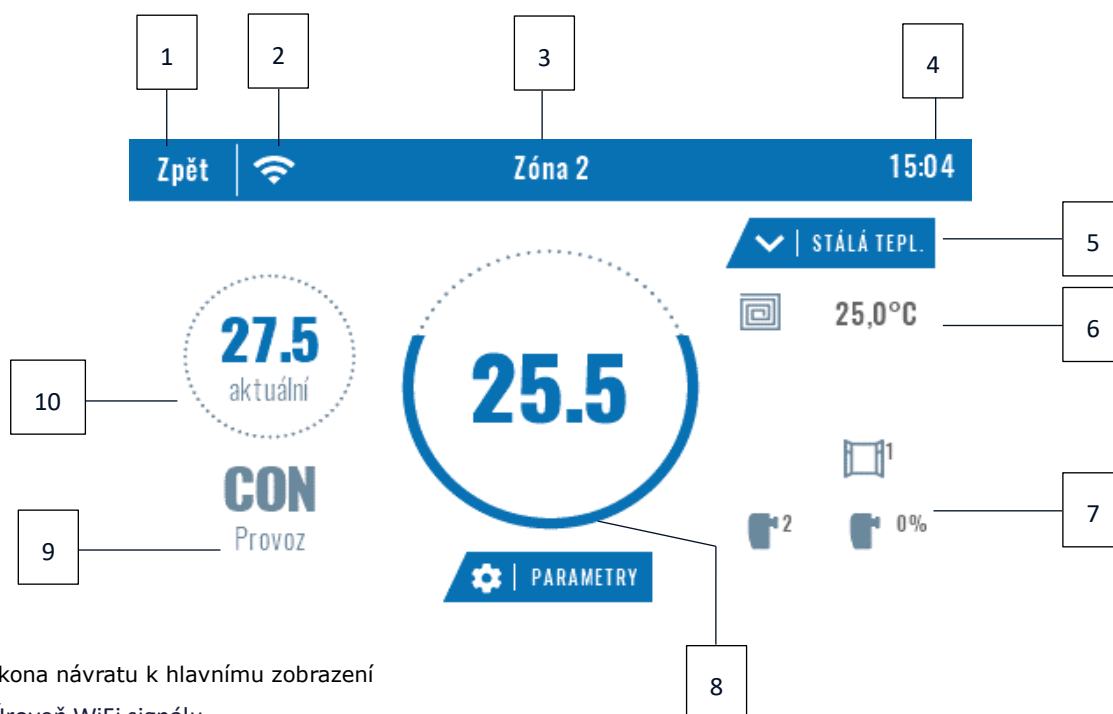 1
2
3
4
Zpět
Zóna 2
15:04
STÁLÁ TEPL.
5
25,0°C
6
27.5
aktuální
25.5
10
1
CON
Provoz
2
0%
7
9
PARAMETRY
kona návratu k hlavnímu zobrazení
8